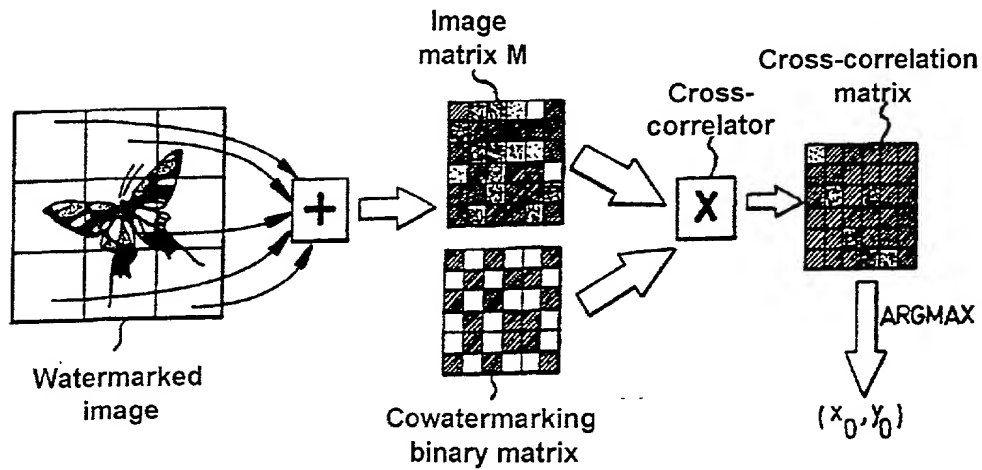 Image
matrix M
Cross-correlation
matrix
Cross-
correlator
+
X
ARGMAX
Watermarked
image
Cowatermarking
binary matrix
(x0,y0)